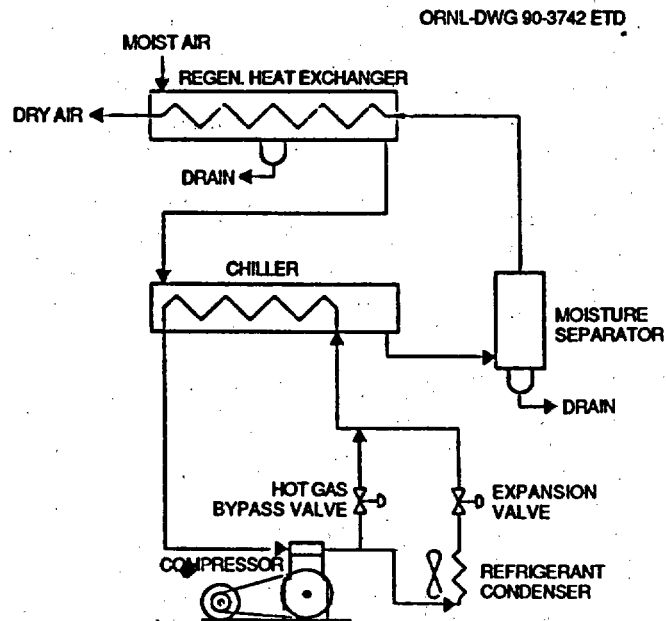 ORNL-DWG 90-3742 ETD
MOIST AIR
REGEN. HEAT EXCHANGER
DRY AIR
DRAIN
CHILLER
MOISTURE
SEPARATOR
DRAIN
HOT GAS
BYPASS VALVE
EXPANSION
VALVE
COMPRESSOR
REFRIGERANT
CONDENSER